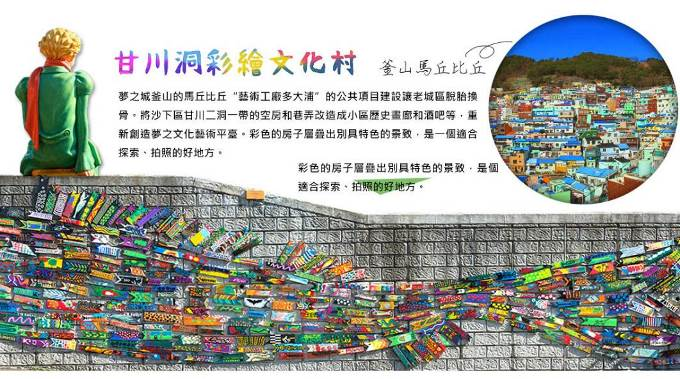 甘川洞彩繪文化村
釜山馬丘比丘
夢之城釜山的馬丘比丘“藝術工廠多大浦”的公共項目建設讓老城區脫胎換
骨。將沙下區甘川二洞一帶的空房和巷弄改造成小區歷史畫廊和酒吧等，重
新創造夢之文化藝術平臺。彩色的房子層疊出別具特色的景致，是一個適合
探索、拍照的好地方。
彩色的房子層疊出別具特色的景致，是個
適合探索、拍照的好地方。